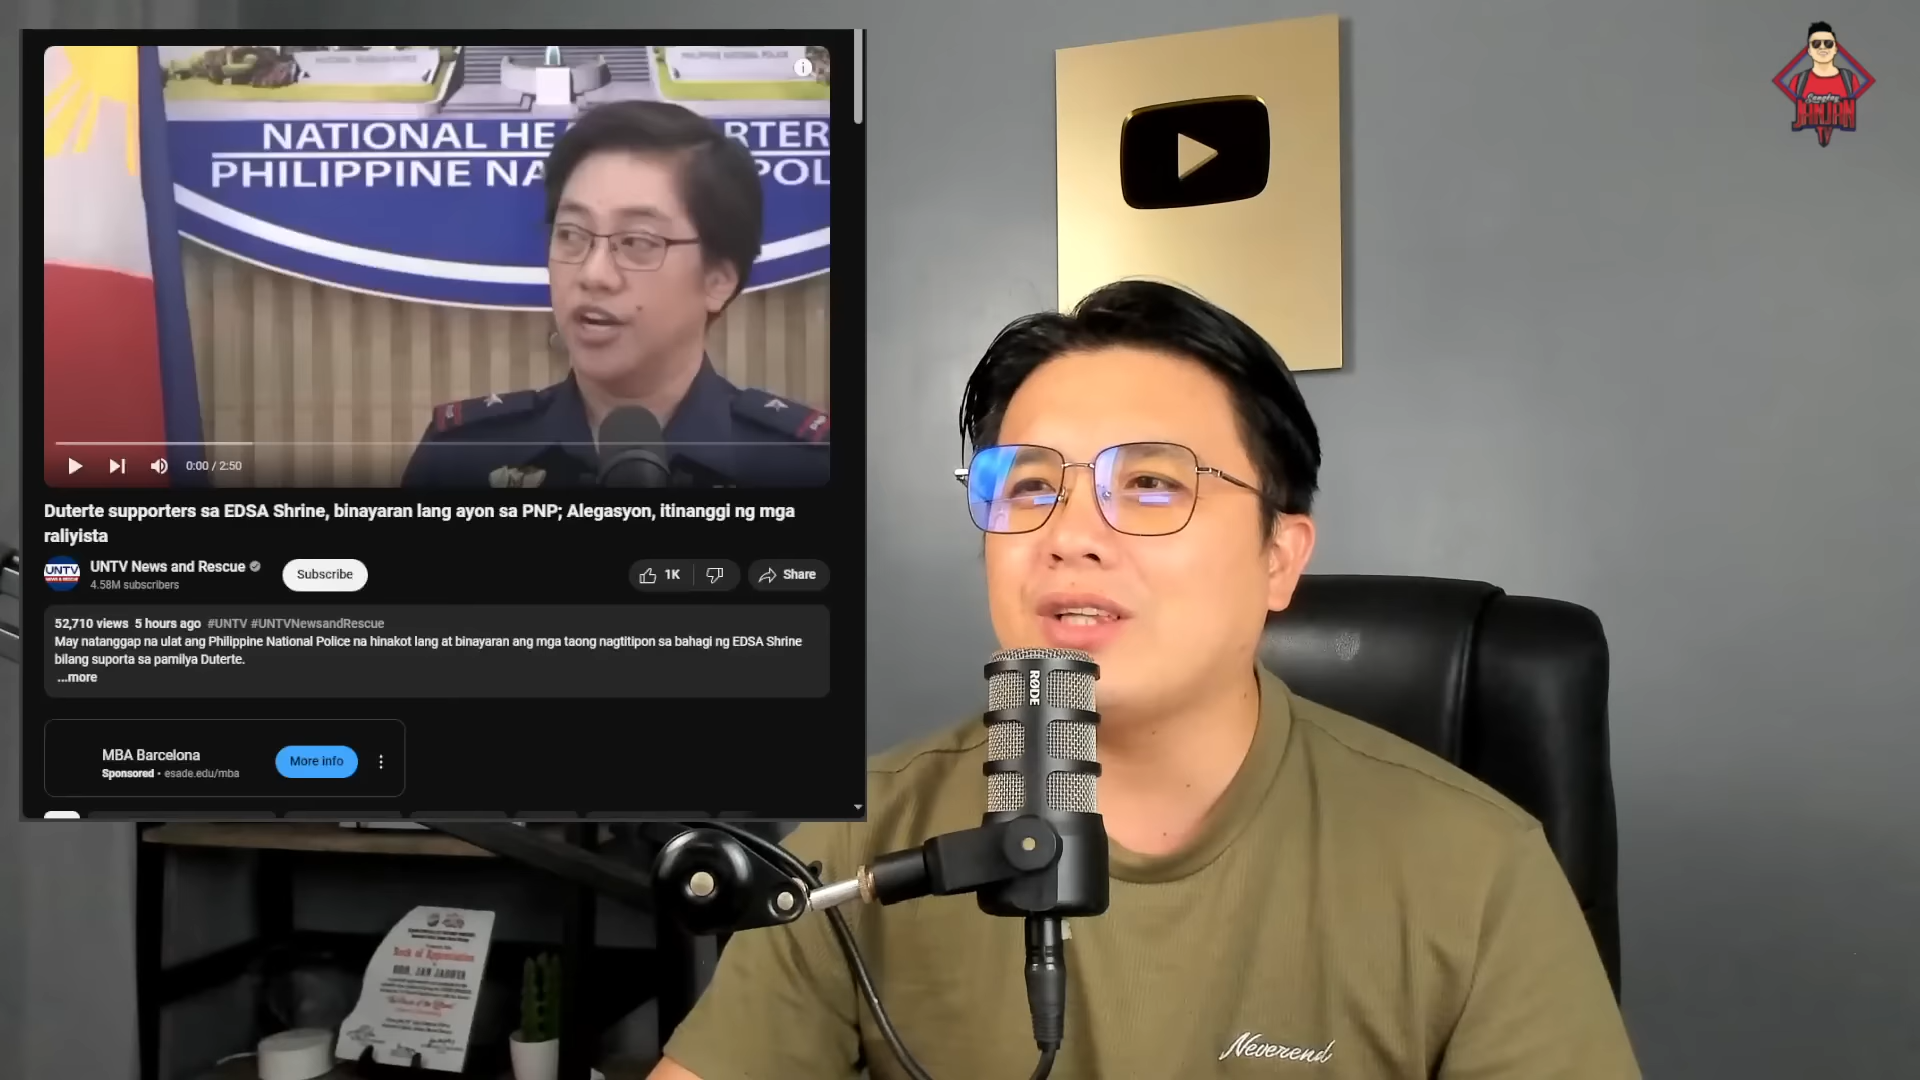 NATIONAL HE RTER
PHILIPPINE NA POL
0:00 / 2:50
Duterte supporters sa EDSA Shrine, binayaran lang ayon sa PNP; Alegasyon, itinanggi ng mga
raliyista
UNTV
UNTV News and Rescue
4.58M subscribers
Subscribe
1K
Share
52,710 views 5 hours ago #UNTV #UNTVNewsandRescue
May natanggap na ulat ang Philippine National Police na hinakot lang at binayaran ang mga taong nagtitipon sa bahagi ng EDSA Shrine
bilang suporta sa pamilya Duterte.
...more
MBA Barcelona
Sponsored • esade.edu/mba
More info
JANJAN
TV
RØDE
Neverend